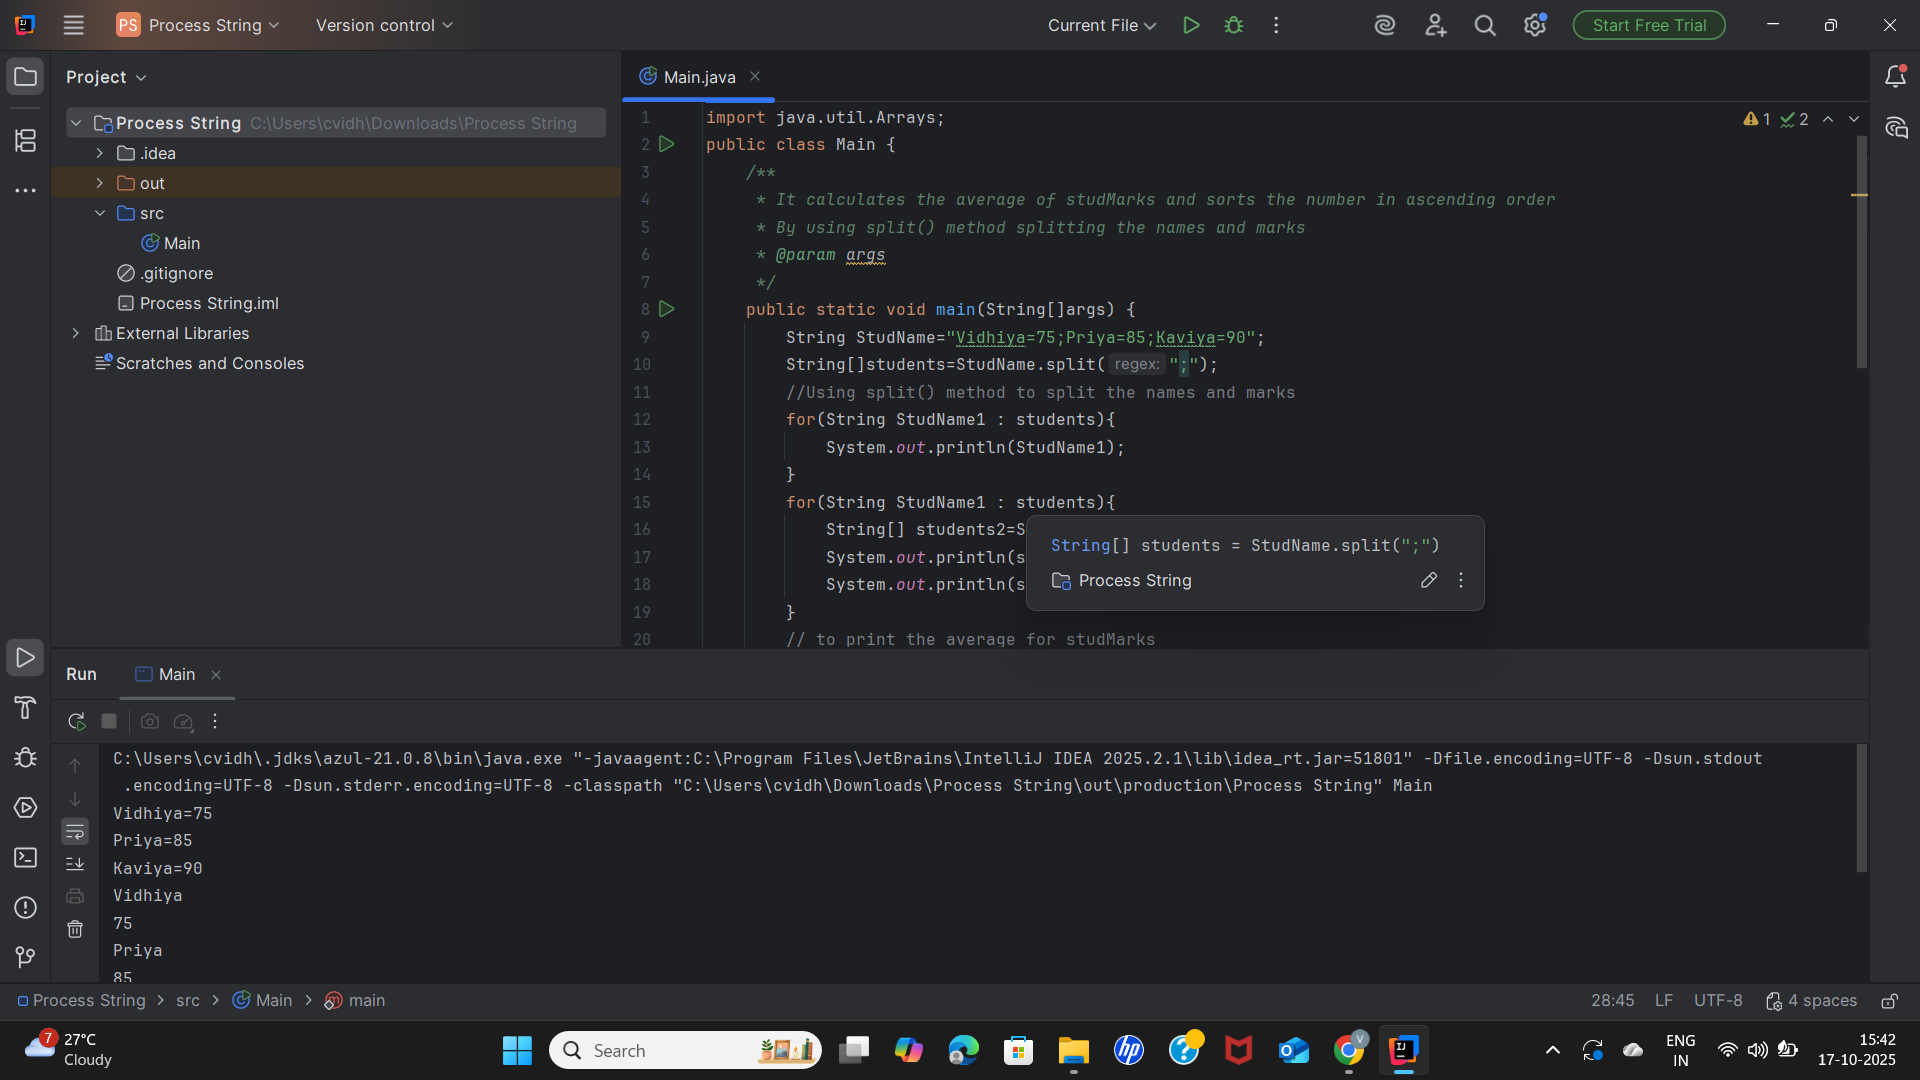 PS Process String
Version control
Current File
Start Free Trial
Project
Main.java
Process String C:\Users\cvidh\Downloads\Process String
.idea
out
src
Main
.gitignore
Process String.iml
External Libraries
Scratches and Consoles
1 import java.util.Arrays;
2 public class Main {
3 /**
4 * It calculates the average of studMarks and sorts the number in ascending order
5 * By using split() method splitting the names and marks
6 * @param args
7 */
8 public static void main(String[]args) {
9 String StudName="Vidhiya=75;Priya=85;Kaviya=90";
10 String[]students=StudName.split( regex: ";");
11 //Using split() method to split the names and marks
12 for(String StudName1 : students){
13 System.out.println(StudName1);
14 }
15 for(String StudName1 : students){
16 String[] students2=S
17 System.out.println(s
18 System.out.println(s
19 }
20 // to print the average for studMarks
1 2
String[] students = StudName.split(";")
Process String
Run
Main
C:\Users\cvidh\.jdks\azul-21.0.8\bin\java.exe "-javaagent:C:\Program Files\JetBrains\IntelliJ IDEA 2025.2.1\lib\idea_rt.jar=51801" -Dfile.encoding=UTF-8 -Dsun.stdout
.encoding=UTF-8 -Dsun.stderr.encoding=UTF-8 -classpath "C:\Users\cvidh\Downloads\Process String\out\production\Process String" Main
Vidhiya=75
Priya=85
Kaviya=90
Vidhiya
75
Priya
85
Process String > src > Main > main
28:45 LF UTF-8 4 spaces
7
27°C
Cloudy
Search
V
ENG
IN
15:42
17-10-2025